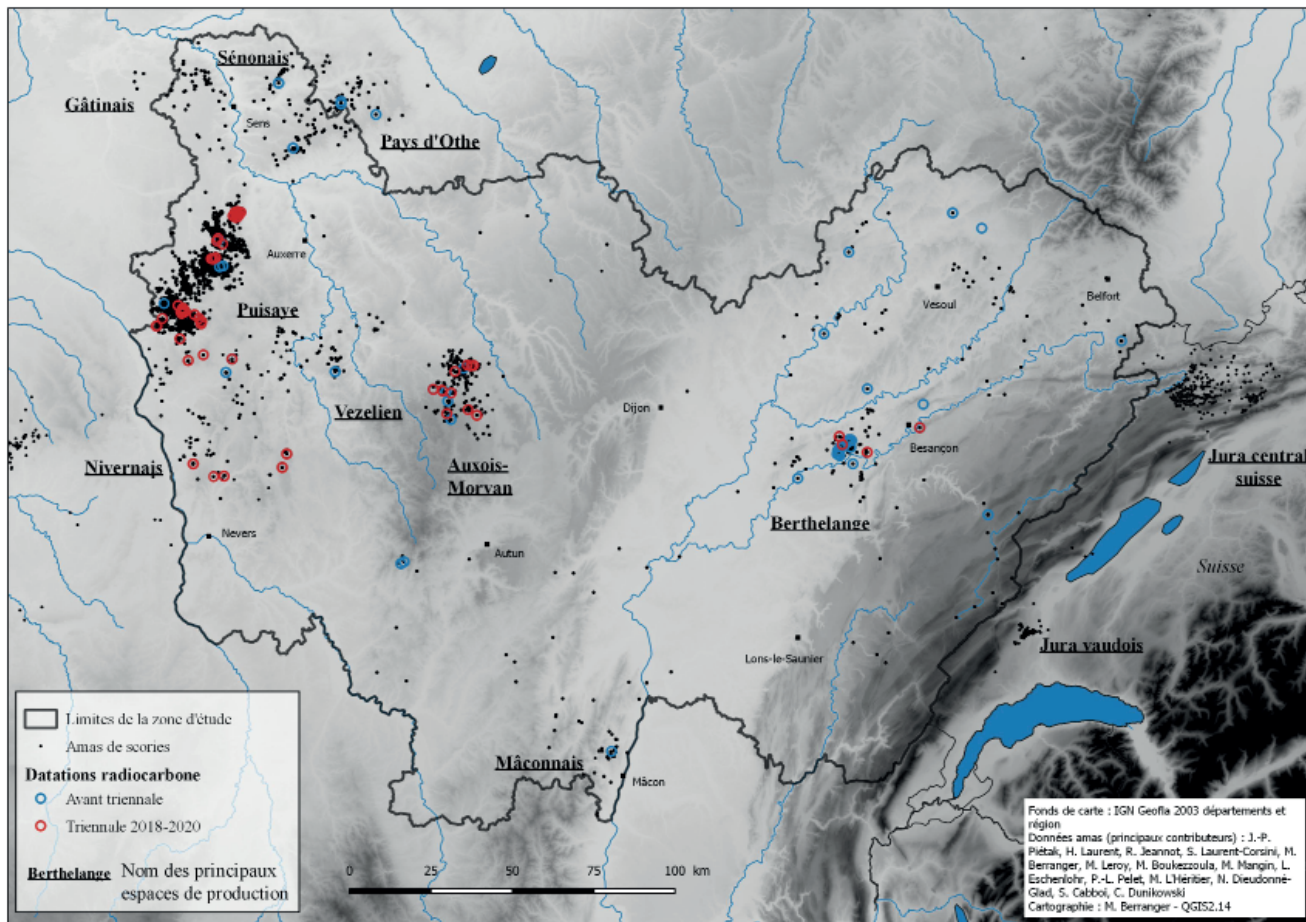 Sénonais
Gâtinais
Sens
Pays d'Othe
Auxerre
Puisaye
Vesoul
Belfort
Vezelien
Dijon
Besançon
Nivernais
Auxois-
Morvan
Jura central
suisse
Berthelange
Nevers
Autun
Suisse
Lons-le-Saunier
Jura vaudois
Mâconnais
Mâcon
Limites de la zone d'étude
Amas de scories
Datations radiocarbone
Avant triennale
Triennale 2018-2020
Berthelange Nom des principaux
espaces de production
0 25 50 75 100 km
Fonds de carte : IGN Geofla 2003 départements et
région
Données amas (principaux contributeurs) : J.-P.
Piétak, H. Laurent, R. Jeannot, S. Laurent-Corsini, M.
Berranger, M. Leroy, M. Boukezzoula, M. Mangin, L.
Eschenlohr, P.-L. Pelet, M. L'Héritier, N. Dieudonné-
Glad, S. Cabboi, C. Dunikowski
Cartographie : M. Berranger - QGIS2.14